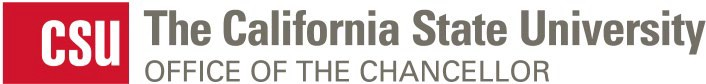 CSU
The California State University
OFFICE OF THE CHANCELLOR